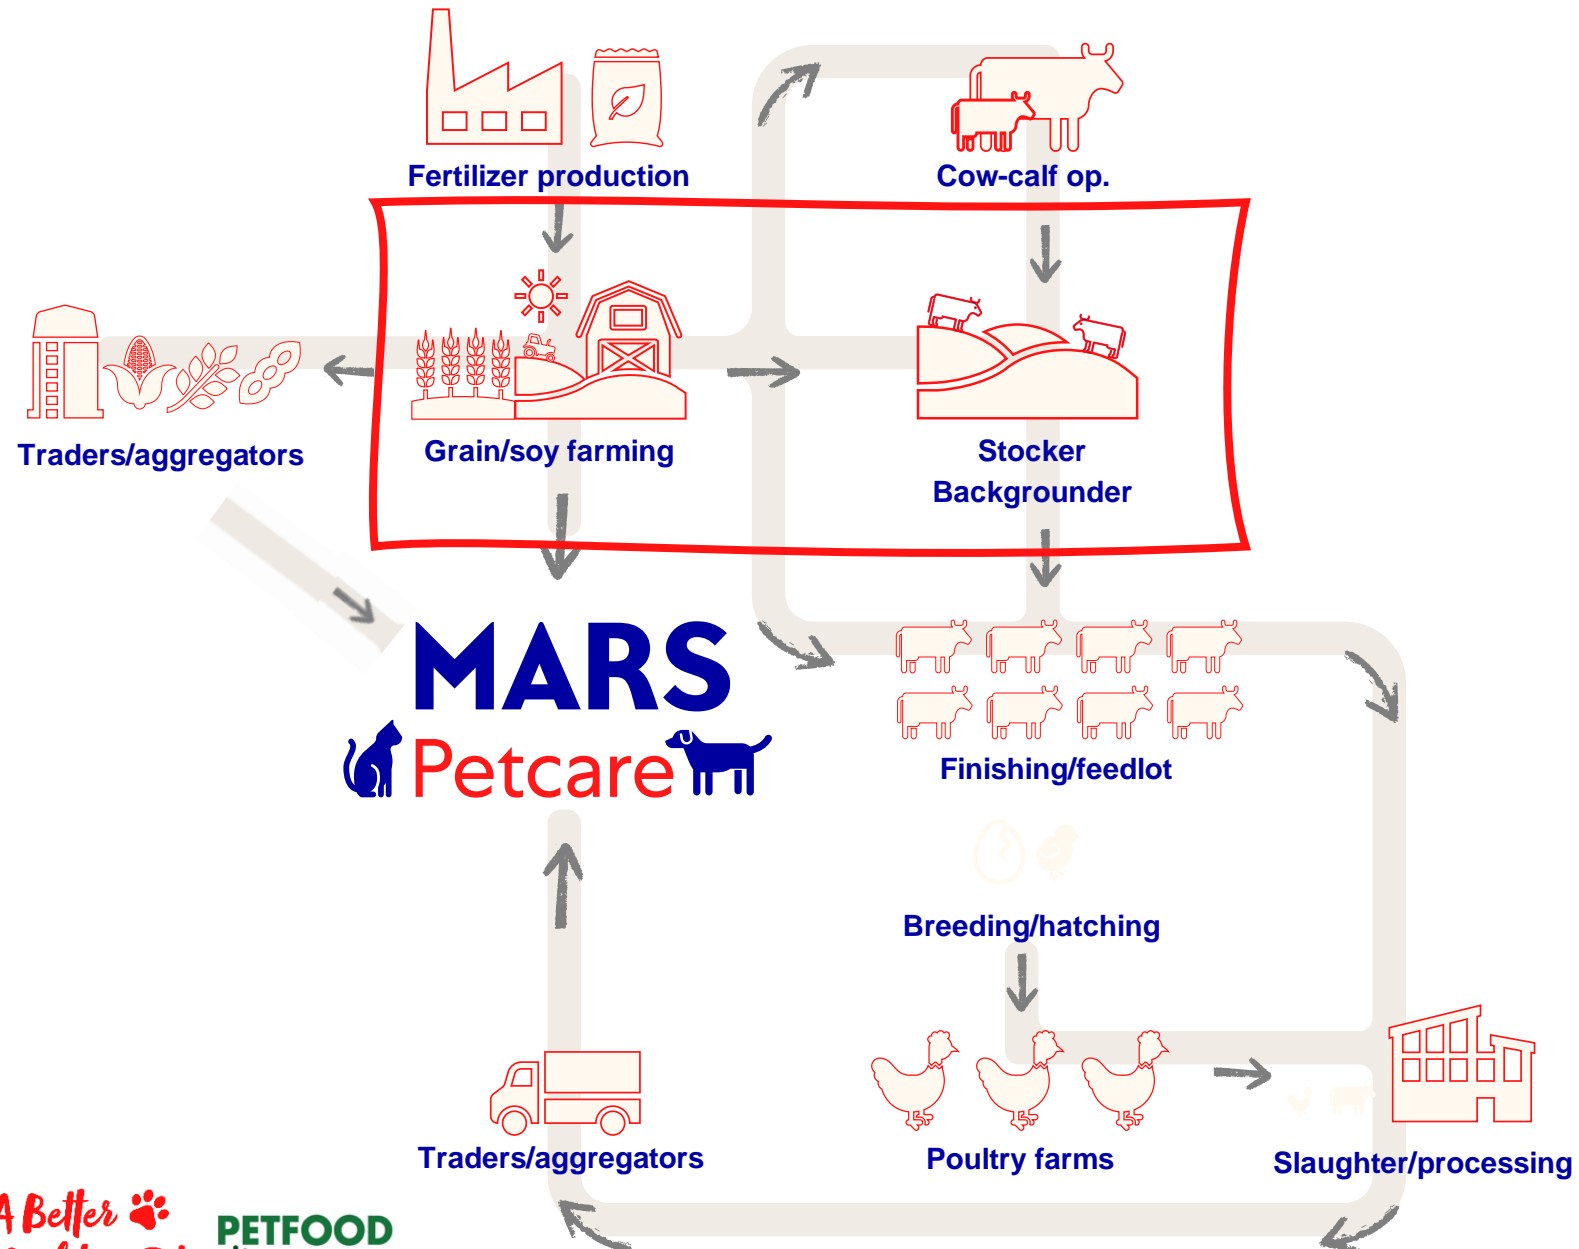 Fertilizer production
Cow-calf op.
Traders/aggregators
Grain/soy farming
Stocker
Backgrounder
MARS
Petcare
Finishing/feedlot
Breeding/hatching
Traders/aggregators
Poultry farms
Slaughter/processing
A Better
PETFOOD